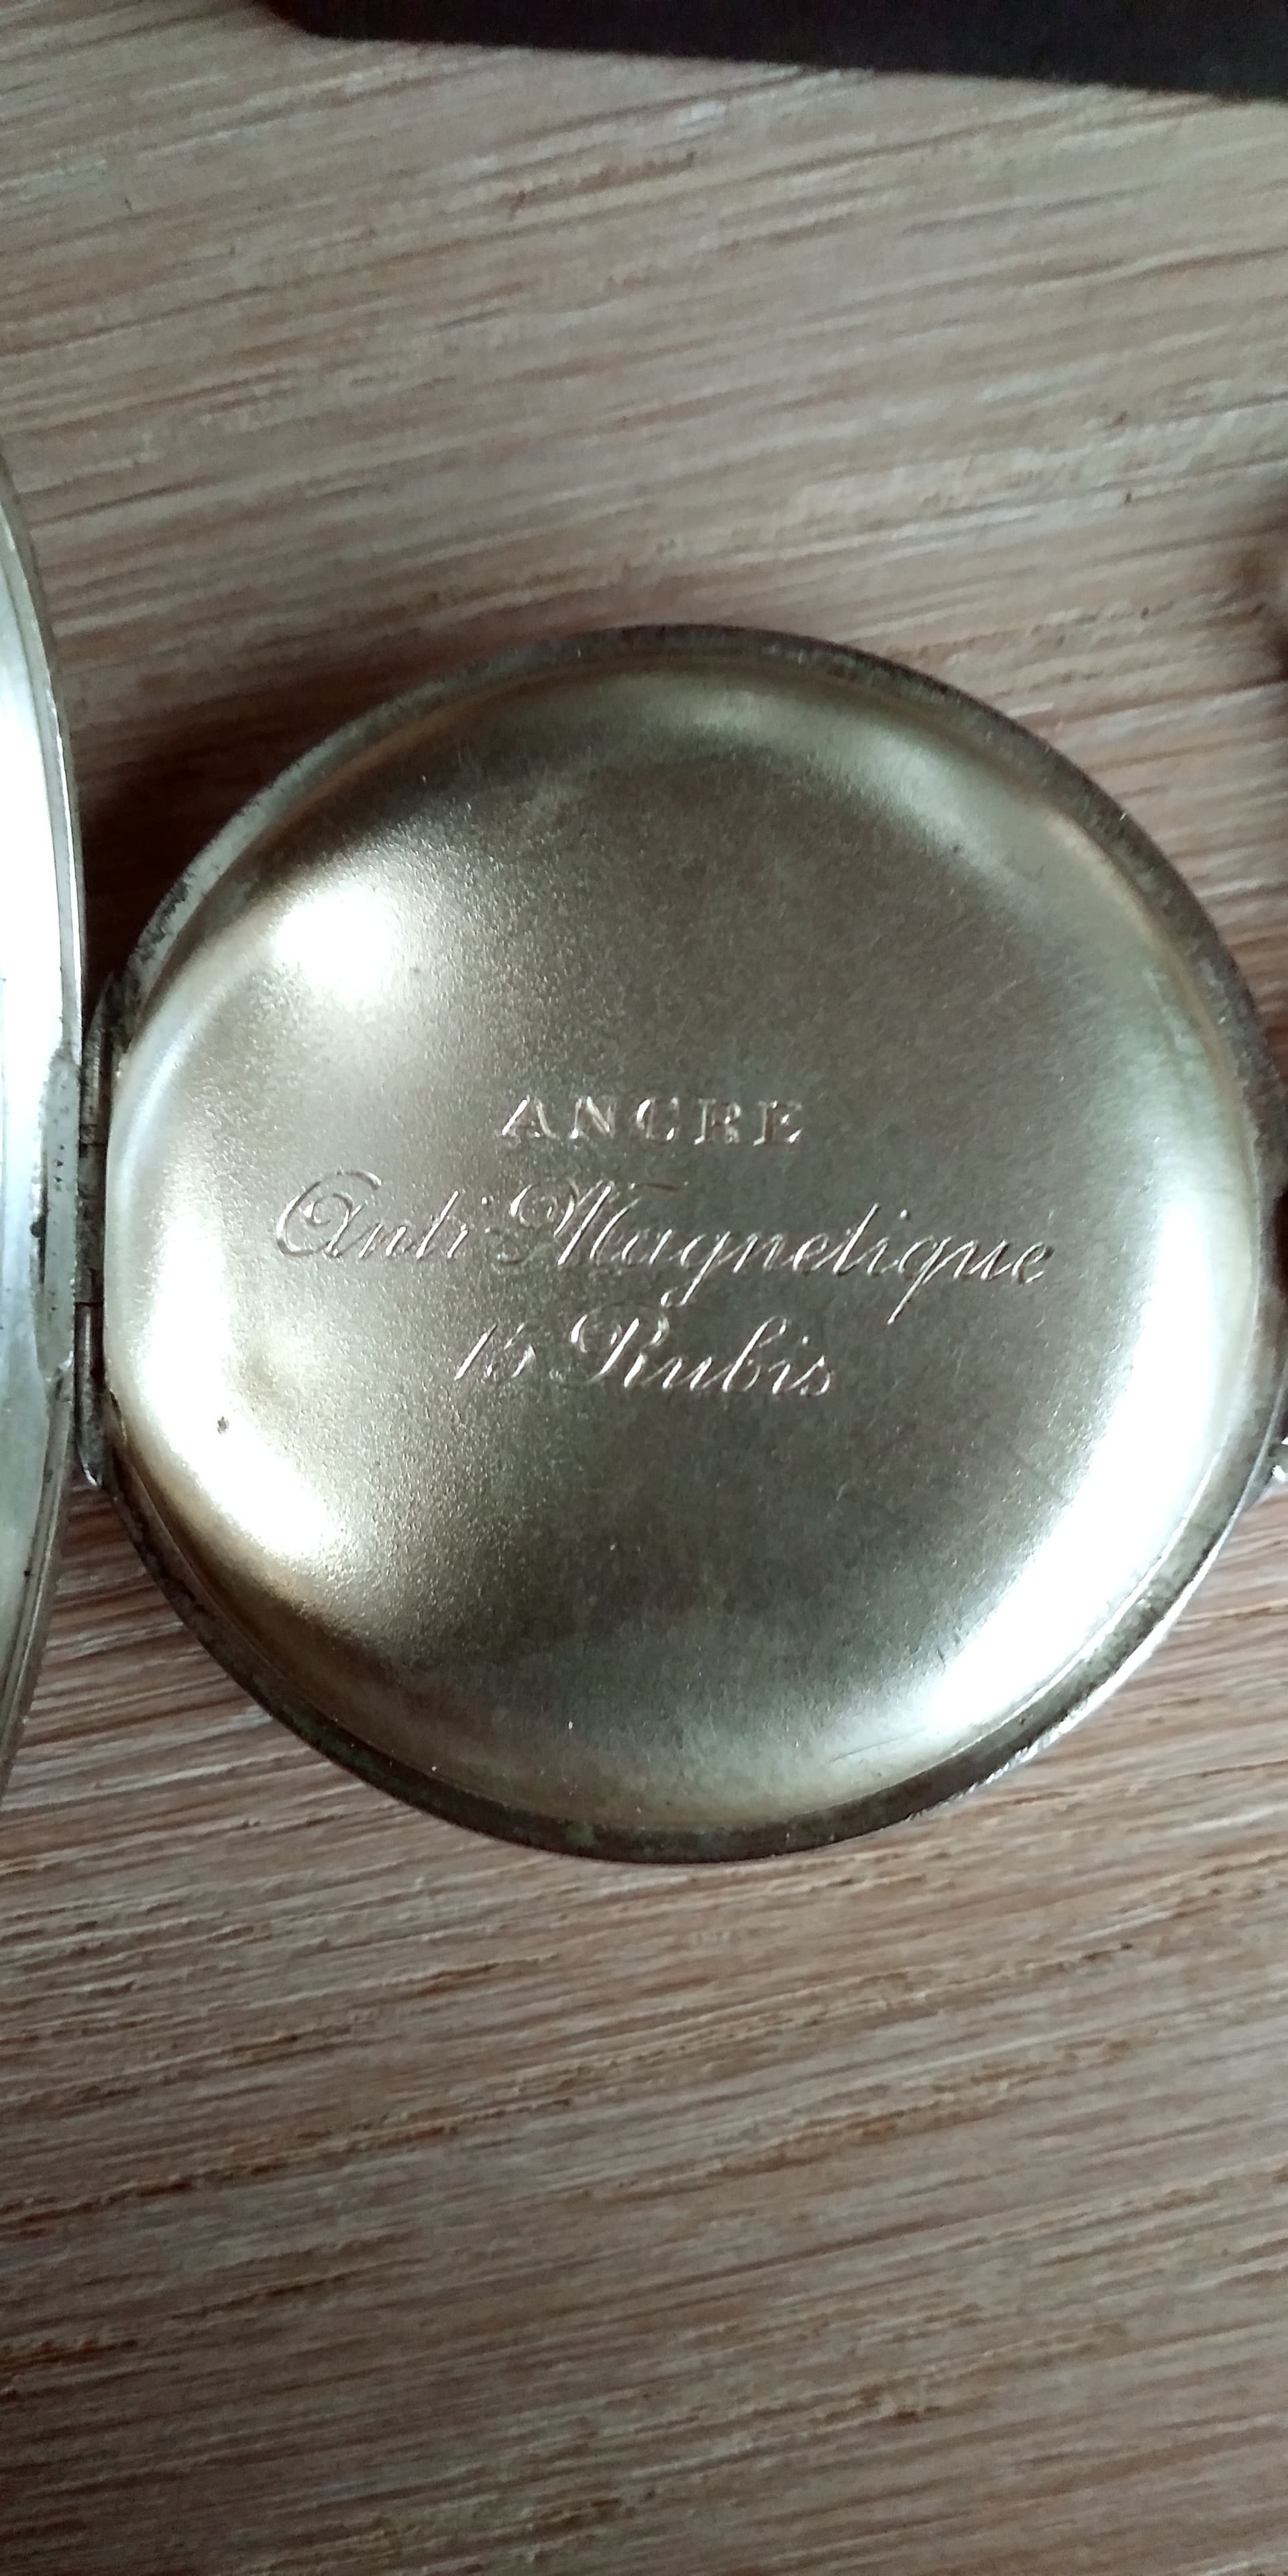 ANCRE
Anti Magnetique
15 Rubis